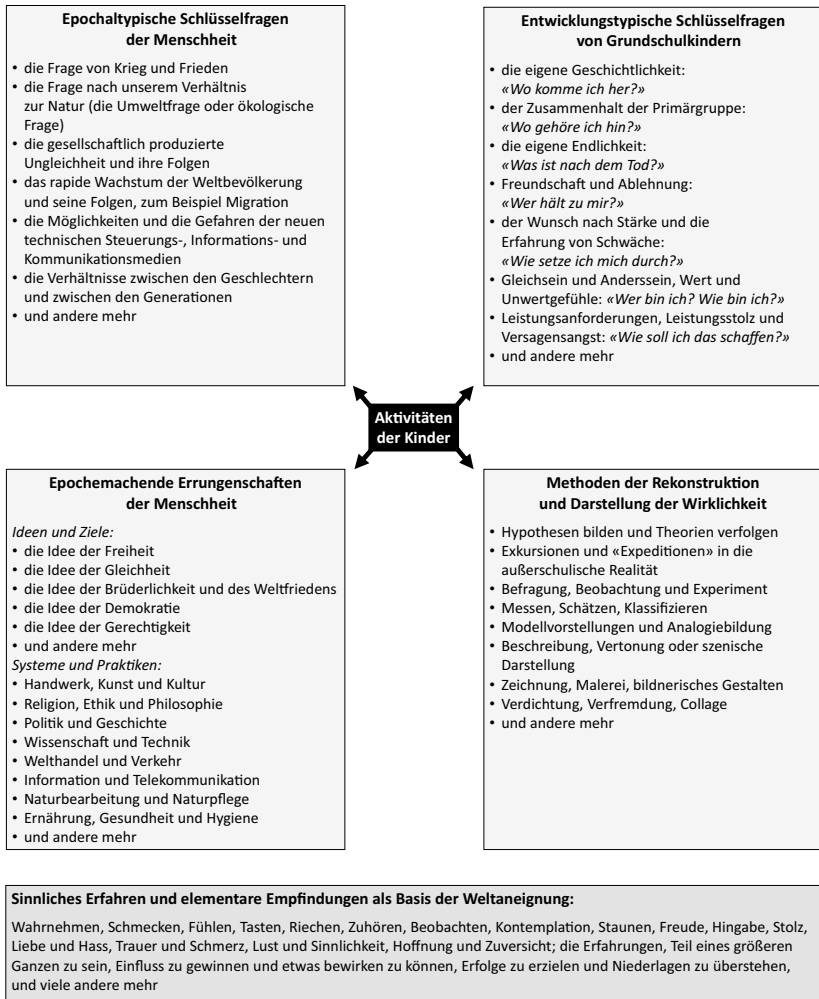 Epochaltypische Schlüsselfragen
der Menschheit
• die Frage von Krieg und Frieden
• die Frage nach unserem Verhältnis
zur Natur (die Umweltfrage oder ökologische
Frage)
• die gesellschaftlich produzierte
Ungleichheit und ihre Folgen
• das rapide Wachstum der Weltbevölkerung
und seine Folgen, zum Beispiel Migration
• die Möglichkeiten und die Gefahren der neuen
technischen Steuerungs-, Informations- und
Kommunikationsmedien
• die Verhältnisse zwischen den Geschlechtern
und zwischen den Generationen
• und andere mehr
Entwicklungstypische Schlüsselfragen
von Grundschulkindern
• die eigene Geschichtlichkeit:
«Wo komme ich her?»
• der Zusammenhalt der Primärgruppe:
«Wo gehöre ich hin?»
• die eigene Endlichkeit:
«Was ist nach dem Tod?»
• Freundschaft und Ablehnung:
«Wer hält zu mir?»
• der Wunsch nach Stärke und die
Erfahrung von Schwäche:
«Wie setze ich mich durch?»
• Gleichsein und Anderssein, Wert und
Unwertgefühle: «Wer bin ich? Wie bin ich?»
• Leistungsanforderungen, Leistungsstolz und
Versagensangst: «Wie soll ich das schaffen?»
• und andere mehr
Aktivitäten
der Kinder
Epochemachende Errungenschaften
der Menschheit
Ideen und Ziele:
• die Idee der Freiheit
• die Idee der Gleichheit
• die Idee der Brüderlichkeit und des Weltfriedens
• die Idee der Demokratie
• die Idee der Gerechtigkeit
• und andere mehr
Systeme und Praktiken:
• Handwerk, Kunst und Kultur
• Religion, Ethik und Philosophie
• Politik und Geschichte
• Wissenschaft und Technik
• Welthandel und Verkehr
• Information und Telekommunikation
• Naturbearbeitung und Naturpflege
• Ernährung, Gesundheit und Hygiene
• und andere mehr
Methoden der Rekonstruktion
und Darstellung der Wirklichkeit
• Hypothesen bilden und Theorien verfolgen
• Exkursionen und «Expeditionen» in die
außerschulische Realität
• Befragung, Beobachtung und Experiment
• Messen, Schätzen, Klassifizieren
• Modellvorstellungen und Analogiebildung
• Beschreibung, Vertonung oder szenische
Darstellung
• Zeichnung, Malerei, bildnerisches Gestalten
• Verdichtung, Verfremdung, Collage
• und andere mehr
Sinnliches Erfahren und elementare Empfindungen als Basis der Weltaneignung:
Wahrnehmen, Schmecken, Fühlen, Tasten, Riechen, Zuhören, Beobachten, Kontemplation, Staunen, Freude, Hingabe, Stolz,
Liebe und Hass, Trauer und Schmerz, Lust und Sinnlichkeit, Hoffnung und Zuversicht; die Erfahrungen, Teil eines größeren
Ganzen zu sein, Einfluss zu gewinnen und etwas bewirken zu können, Erfolge zu erzielen und Niederlagen zu überstehen,
und viele andere mehr